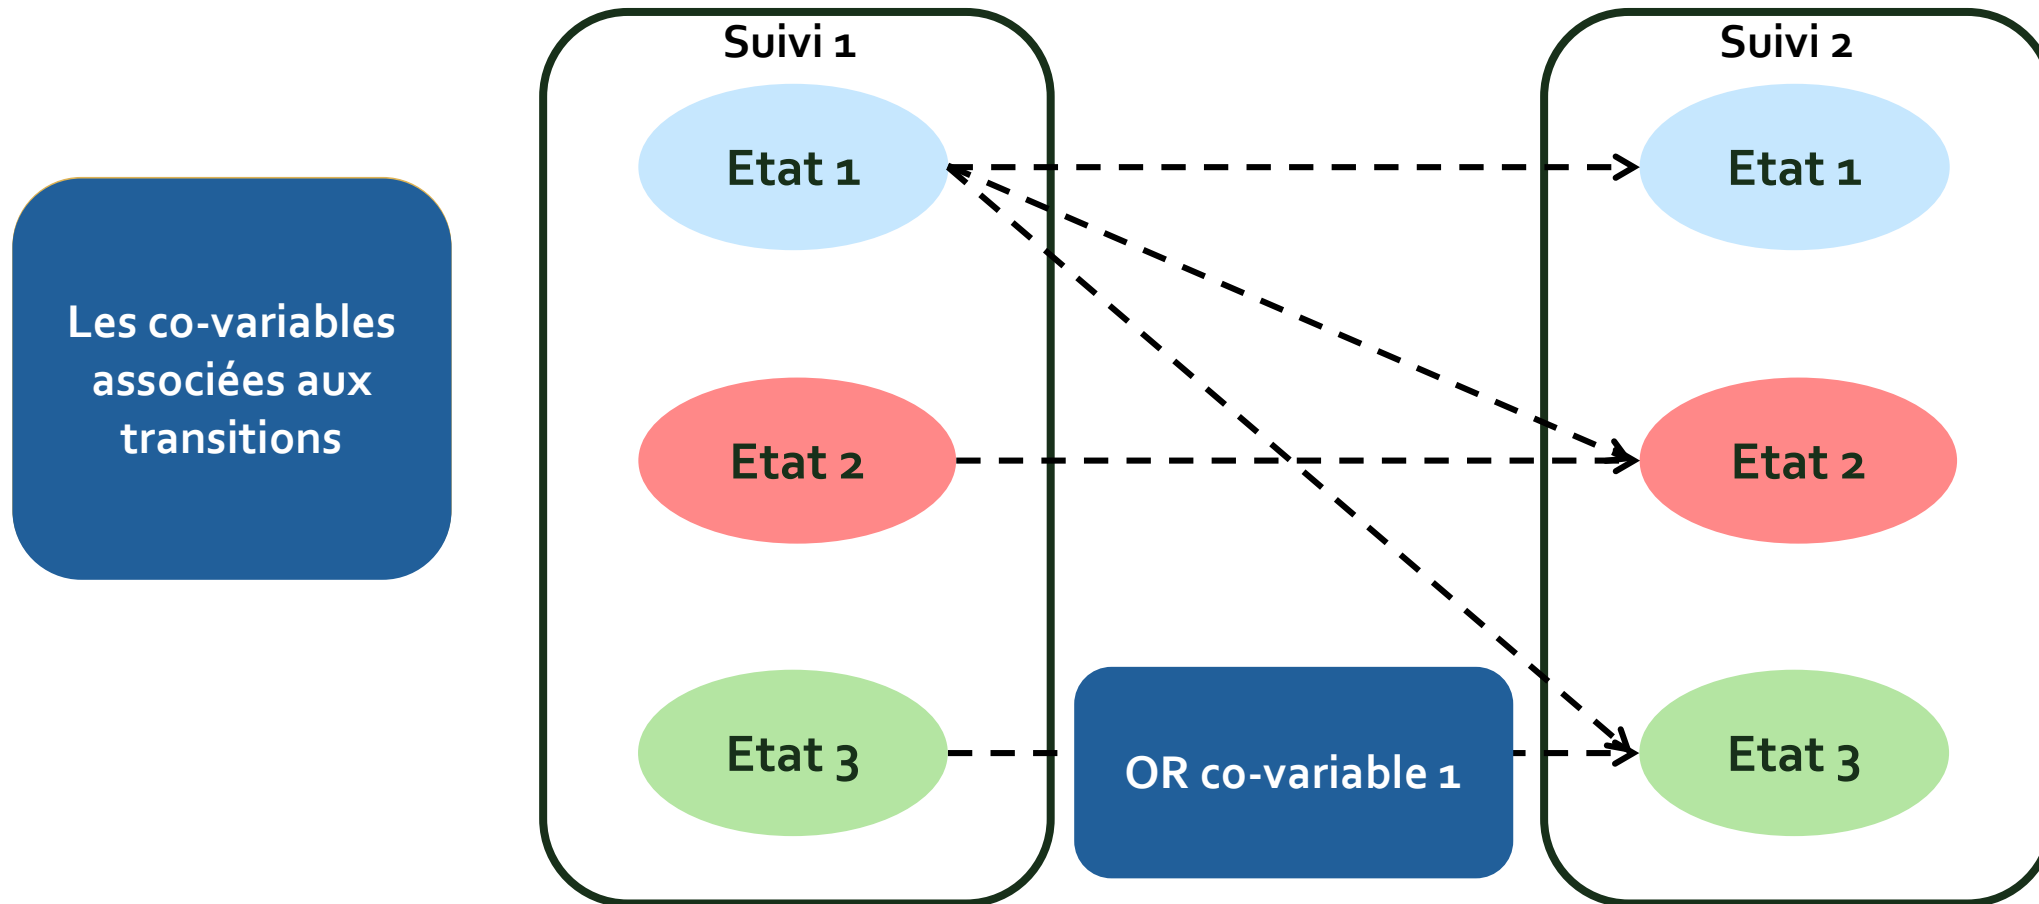 Les co-variables
associées aux
transitions
Suivi 1
Etat 1
Etat 2
Etat 3
OR co-variable 1
Suivi 2
Etat 1
Etat 2
Etat 3